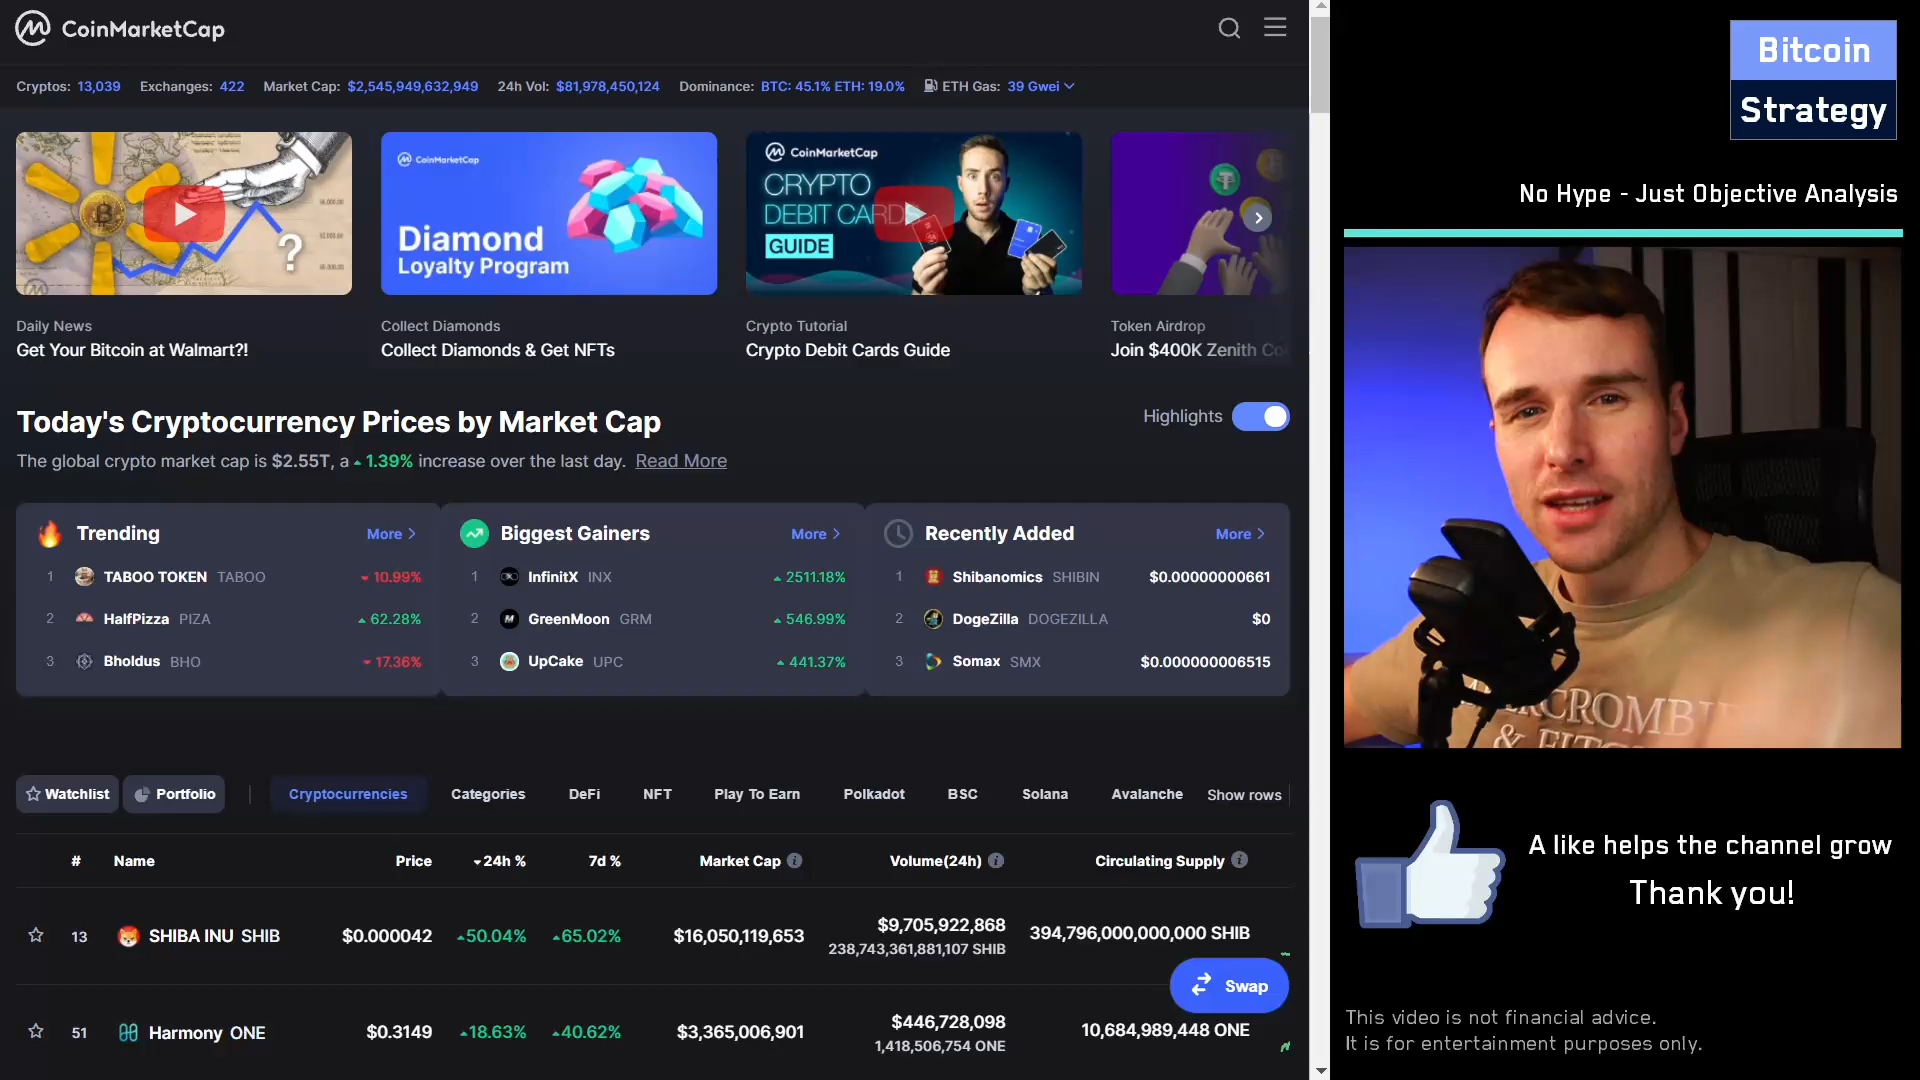 CoinMarketCap
Cryptos: 13,039 Exchanges: 422 Market Cap: $2,545,949,632,949 24h Vol: $81,978,450,124 Dominance: BTC: 45.1% ETH: 19.0% ETH Gas: 39 Gwei
?
CoinMarketCap
Diamond
Loyalty Program
CoinMarketCap
CRYPTO
DEBIT CARDS
GUIDE
Daily News
Get Your Bitcoin at Walmart?!
Collect Diamonds
Collect Diamonds & Get NFTs
Crypto Tutorial
Crypto Debit Cards Guide
Token Airdrop
Join $400K Zenith Co
Today's Cryptocurrency Prices by Market Cap
Highlights
The global crypto market cap is $2.55T, a 1.39% increase over the last day. Read More
Trending More
1 TABOO TOKEN TABOO 10.99%
2 HalfPizza PIZA 62.28%
3 Bholdus BHO 17.36%
Biggest Gainers More
1 InfinitX INX 2511.18%
2 GreenMoon GRM 546.99%
3 UpCake UPC 441.37%
Recently Added More
1 Shibanomics SHIBIN $0.00000000661
2 DogeZilla DOGEZILLA $0
3 Somax SMX $0.000000006515
Watchlist Portfolio Cryptocurrencies Categories DeFi NFT Play To Earn Polkadot BSC Solana Avalanche Show rows
# Name Price 24h % 7d % Market Cap Volume(24h) Circulating Supply
13 SHIBA INU SHIB $0.000042 50.04% 65.02% $16,050,119,653 $9,705,922,868 394,796,000,000,000 SHIB
238,743,361,881,107 SHIB
Swap
51 Harmony ONE $0.3149 18.63% 40.62% $3,365,006,901 $446,728,098 10,684,989,448 ONE
1,418,506,754 ONE
Bitcoin
Strategy
No Hype - Just Objective Analysis
A like helps the channel grow
Thank you!
This video is not financial advice.
It is for entertainment purposes only.